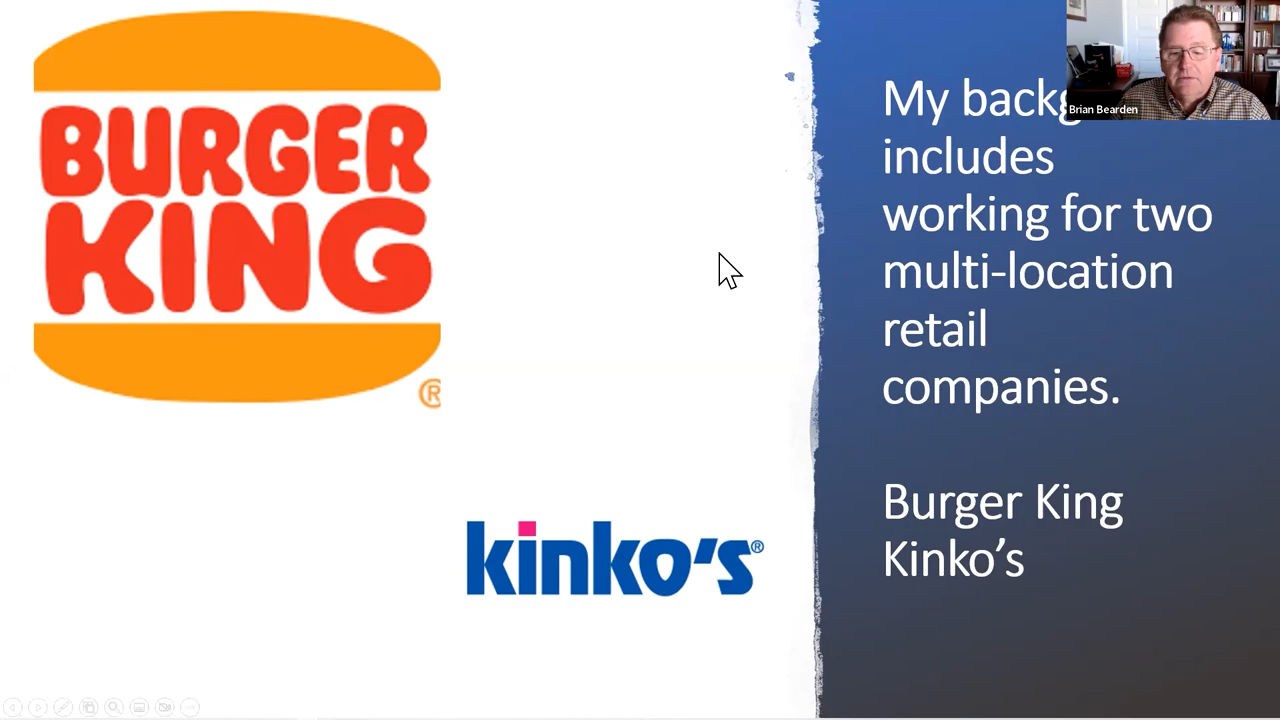 BURGER
KING
®
kinko's®
My backg
includes
working for two
multi-location
retail
companies.
Burger King
Kinko’s
Brian Bearden